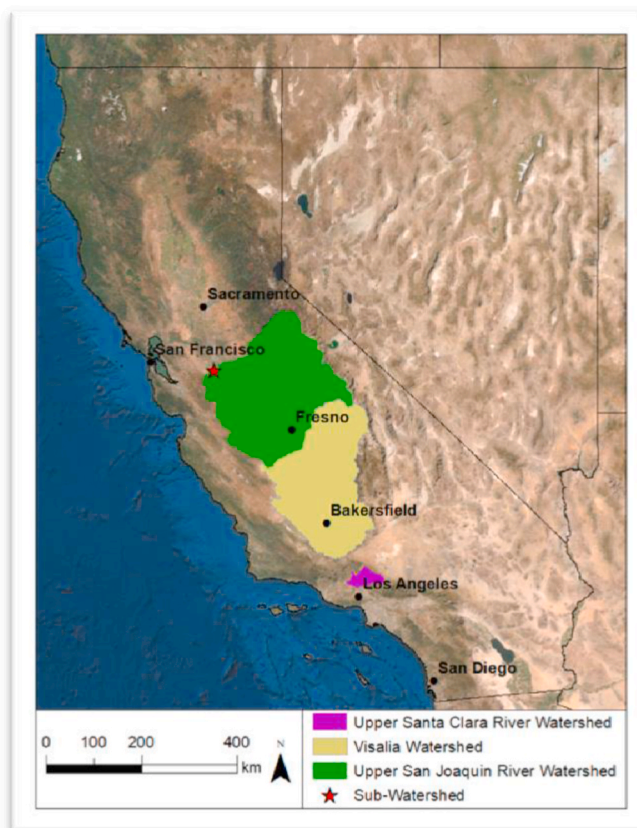 Sacramento
San Francisco
Fresno
Bakersfield
Los Angeles
San Diego
0 100 200 400
km
N
Upper Santa Clara River Watershed
Visalia Watershed
Upper San Joaquin River Watershed
Sub-Watershed